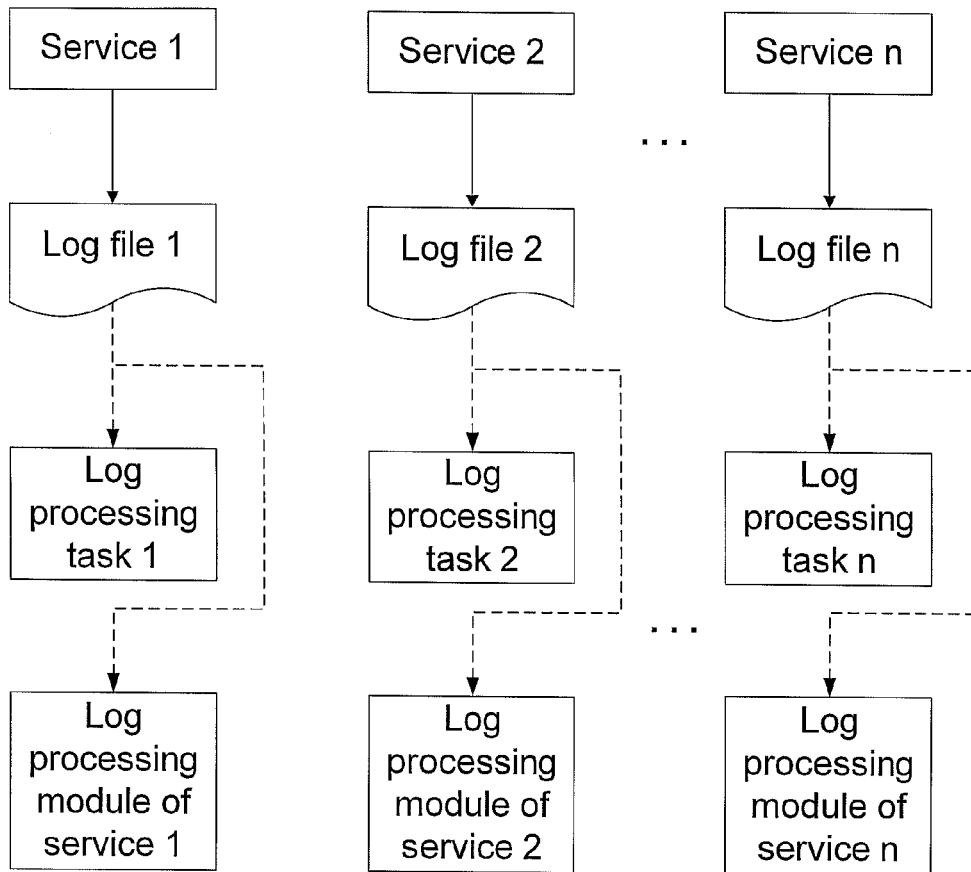 Service 1
Service 2
Service n
. . .
Log file 1
Log file 2
Log file n
Log
processing
task 1
Log
processing
task 2
Log
processing
task n
. . .
Log
processing
module of
service 1
Log
processing
module of
service 2
Log
processing
module of
service n